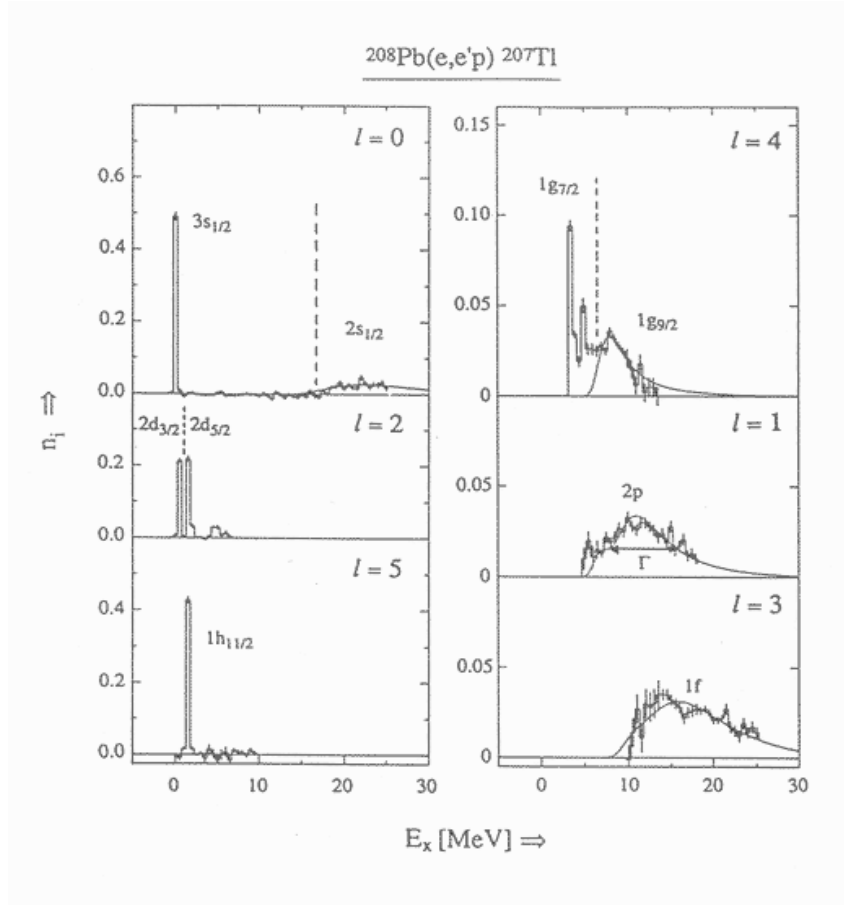 ²⁰⁸Pb(e,e'p) ²⁰⁷Tl
l = 0
0.6
0.4
0.2
0.0
3s₁/₂
2s₁/₂
2d₃/₂
2d₅/₂
l = 2
0.2
0.0
l = 5
0.4
0.2
0.0
1h₁₁/₂
0
10
20
30
nᵢ ⇒
0.15
0.10
0.05
0
l = 4
1g₇/₂
1g₉/₂
l = 1
0.05
0
2p
Γ
l = 3
0.05
0
1f
0
10
20
30
Eₓ [MeV] ⇒